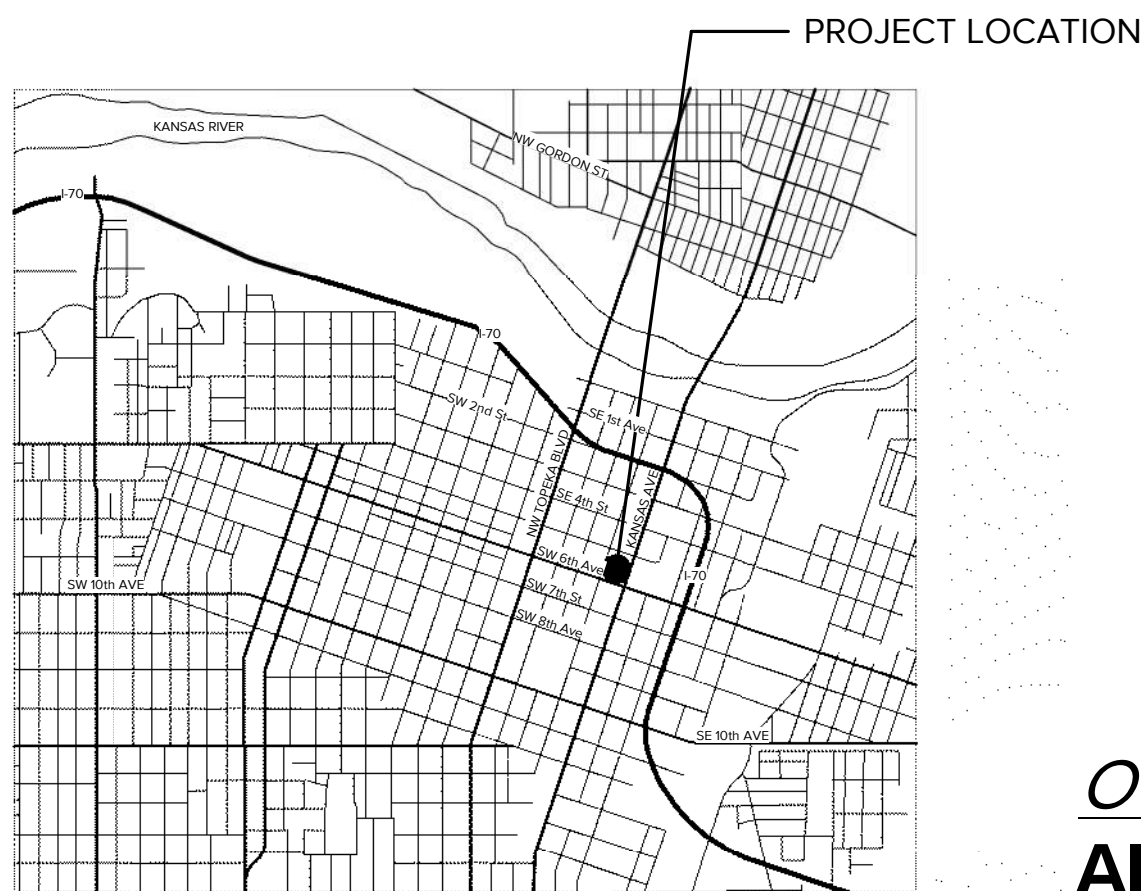 PROJECT LOCATION
KANSAS RIVER
NW GORDON ST
I-70
I-70
SW 2nd St
SE 1st Ave
NW TOPEKA BLVD
KANSAS AVE
SE 4th St
SW 6th Ave
I-70
SW 10th AVE
SW 7th St
SW 8th Ave
SE 10th AVE